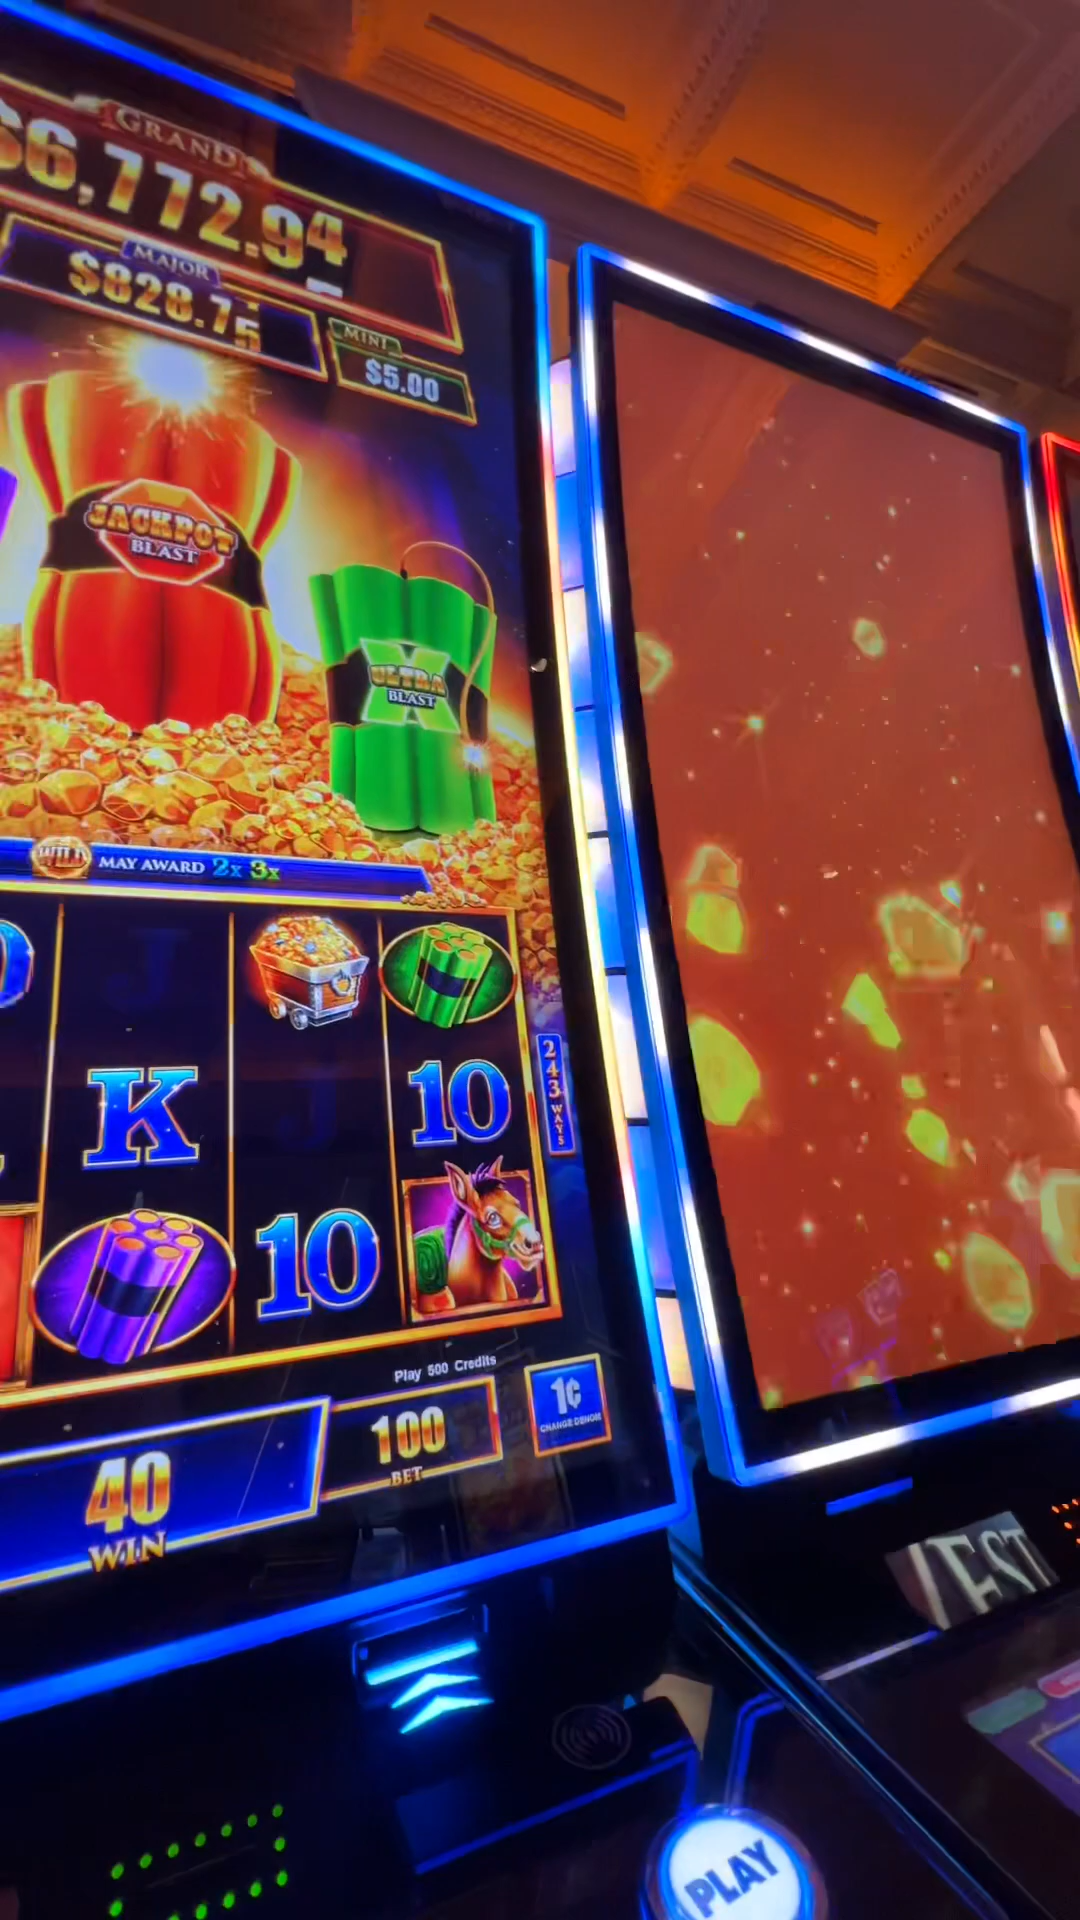 GRAND
$6,772.94
MAJOR
$828.75
MINI
$5.00
JACKPOT
BLAST
ULTRA
BLAST
WILD MAY AWARD 2x 3x
J
K
10
10
243 WAYS
Play 500 Credits
40
WIN
100
BET
1¢
CHANGE DENOM
PLAY